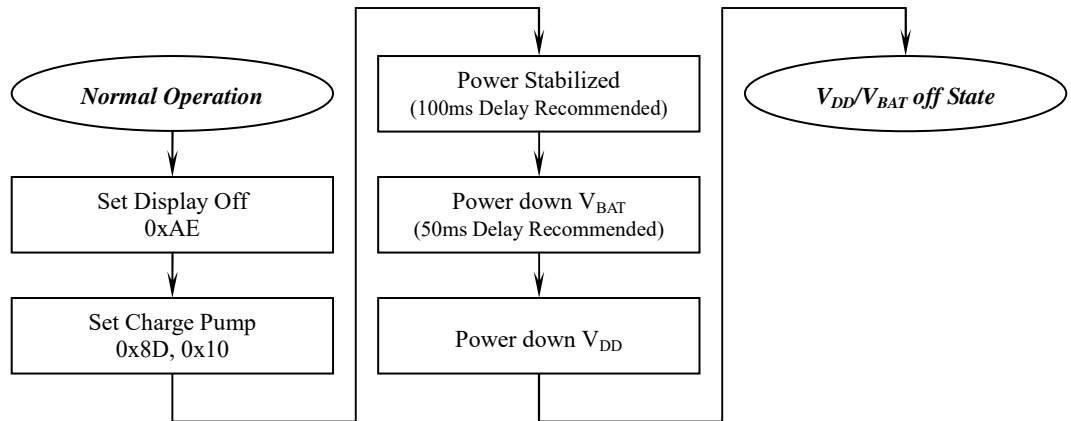 Normal Operation
Set Display Off
0xAE
Set Charge Pump
0x8D, 0x10
Power Stabilized
(100ms Delay Recommended)
Power down VBAT
(50ms Delay Recommended)
Power down VDD
VDD/VBAT off State